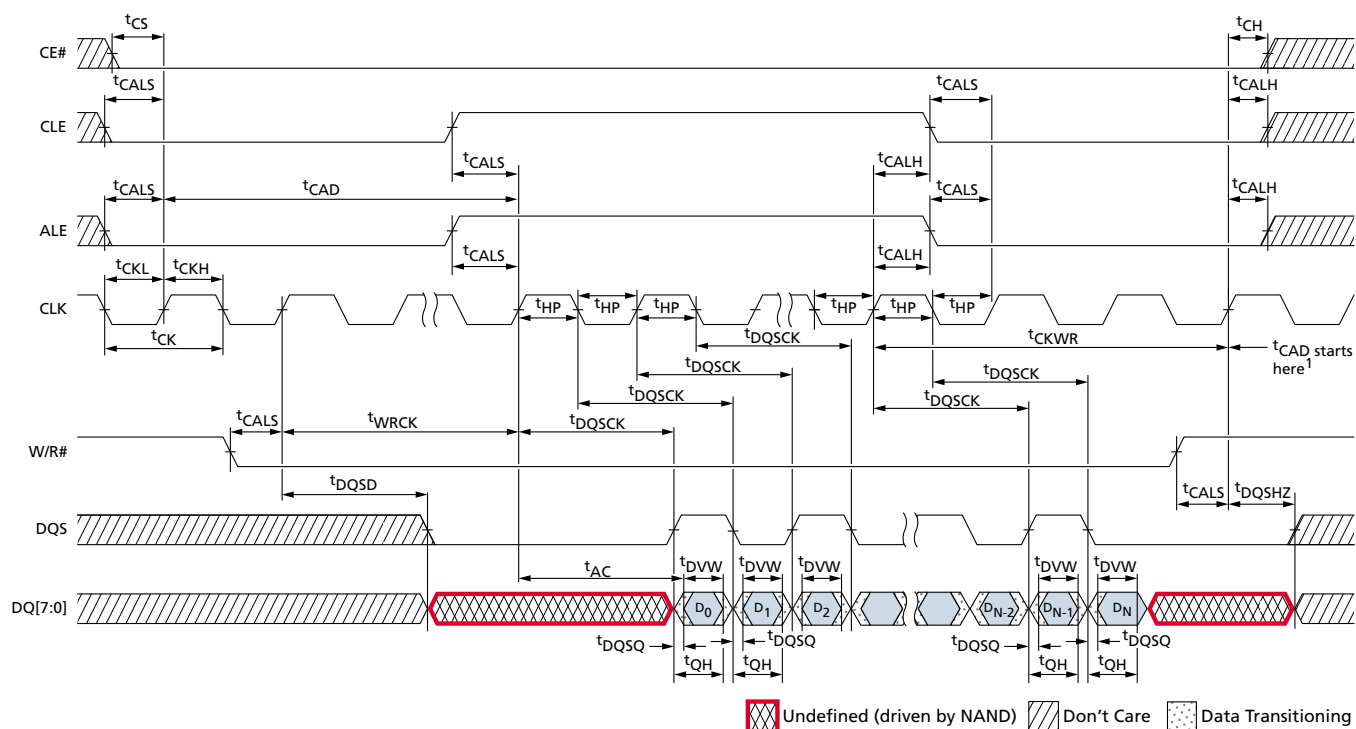 tCS
tCH
CE#
tCALS
tCALS
tCALH
CLE
tCALS
tCALH
tCALS
tCAD
tCALS
tCALH
ALE
tCALS
tCALH
tCKL
tCKH
CLK
tHP
tHP
tHP
tHP
tHP
tHP
tCK
tDQSCK
tCKWR
tCAD starts
here1
tDQSCK
tDQSCK
tDQSCK
tDQSCK
tCALS
tWRCK
tDQSCK
W/R#
tDQSD
tCALS
tDQSHZ
DQS
tAC
tDVW
tDVW
tDVW
tDVW
tDVW
DQ[7:0]
D0
D1
D2
DN-2
DN-1
DN
tDQSQ
tDQSQ
tDQSQ
tDQSQ
tQH
tQH
tQH
tQH
Undefined (driven by NAND)
Don't Care
Data Transitioning